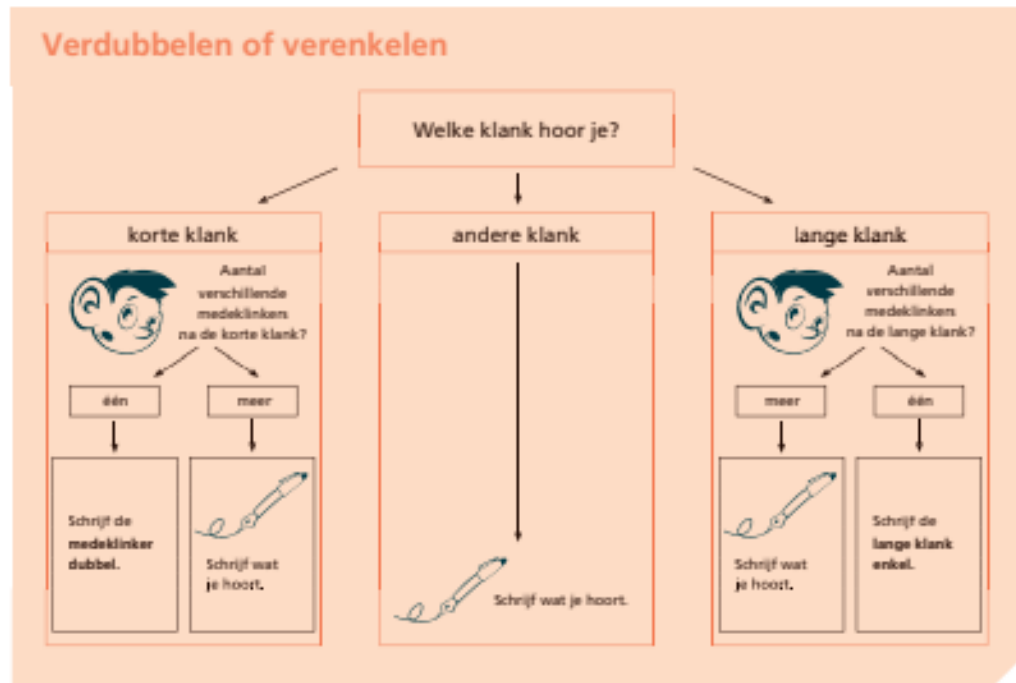 Verdubbelen of verenkelen
Welke klank hoor je?
korte klank
Aantal
verschillende
medeklinkers
na de korte klank?
één
meer
Schrijf de
medeklinker
dubbel.
Schrijf wat
je hoort.
andere klank
Schrijf wat je hoort.
lange klank
Aantal
verschillende
medeklinkers
na de lange klank?
meer
één
Schrijf wat
je hoort.
Schrijf de
lange klank
enkel.